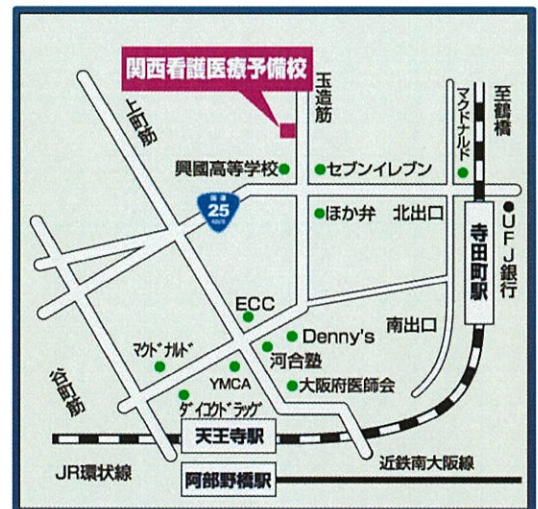 関西看護医療予備校
玉造筋
上町筋
至鶴橋
マクドナルド
興國高等学校
セブンイレブン
国道
25
ROUTE
ほか弁
北出口
UFJ銀行
寺田町駅
ECC
Denny's
南出口
マクドナルド
河合塾
谷町筋
YMCA
大阪府医師会
ダイコクドラッグ
天王寺駅
JR環状線
近鉄南大阪線
阿部野橋駅